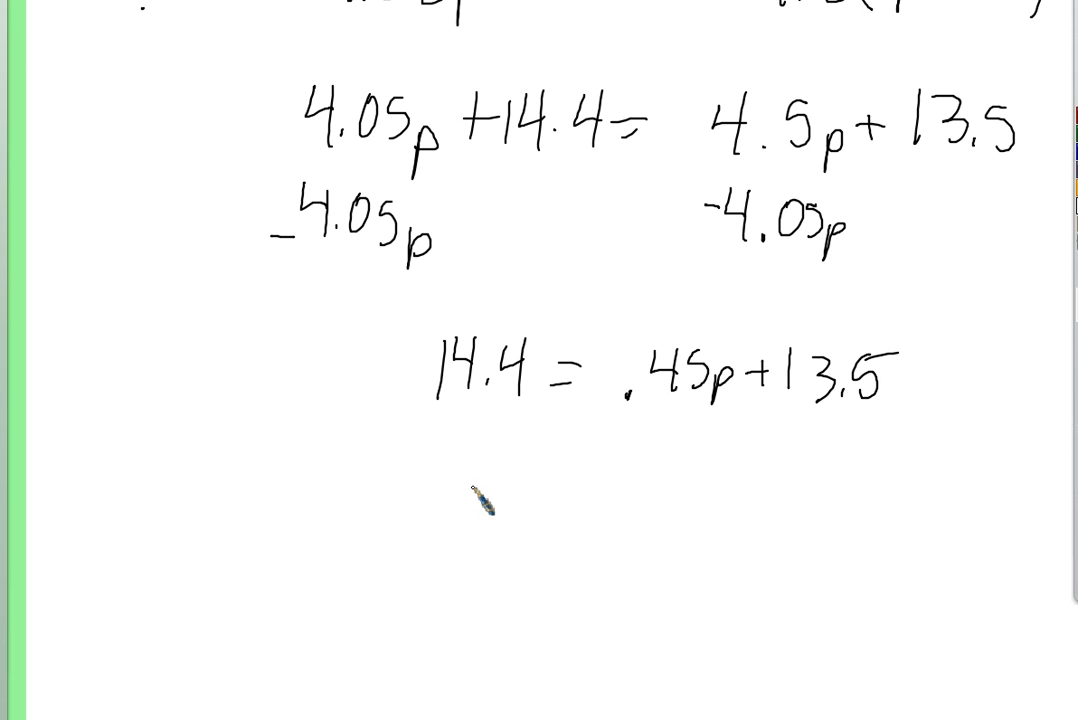 4.05p +14.4= 4.5p+ 13.5
-4.05p -4.05p
14.4 = .45p+13.5